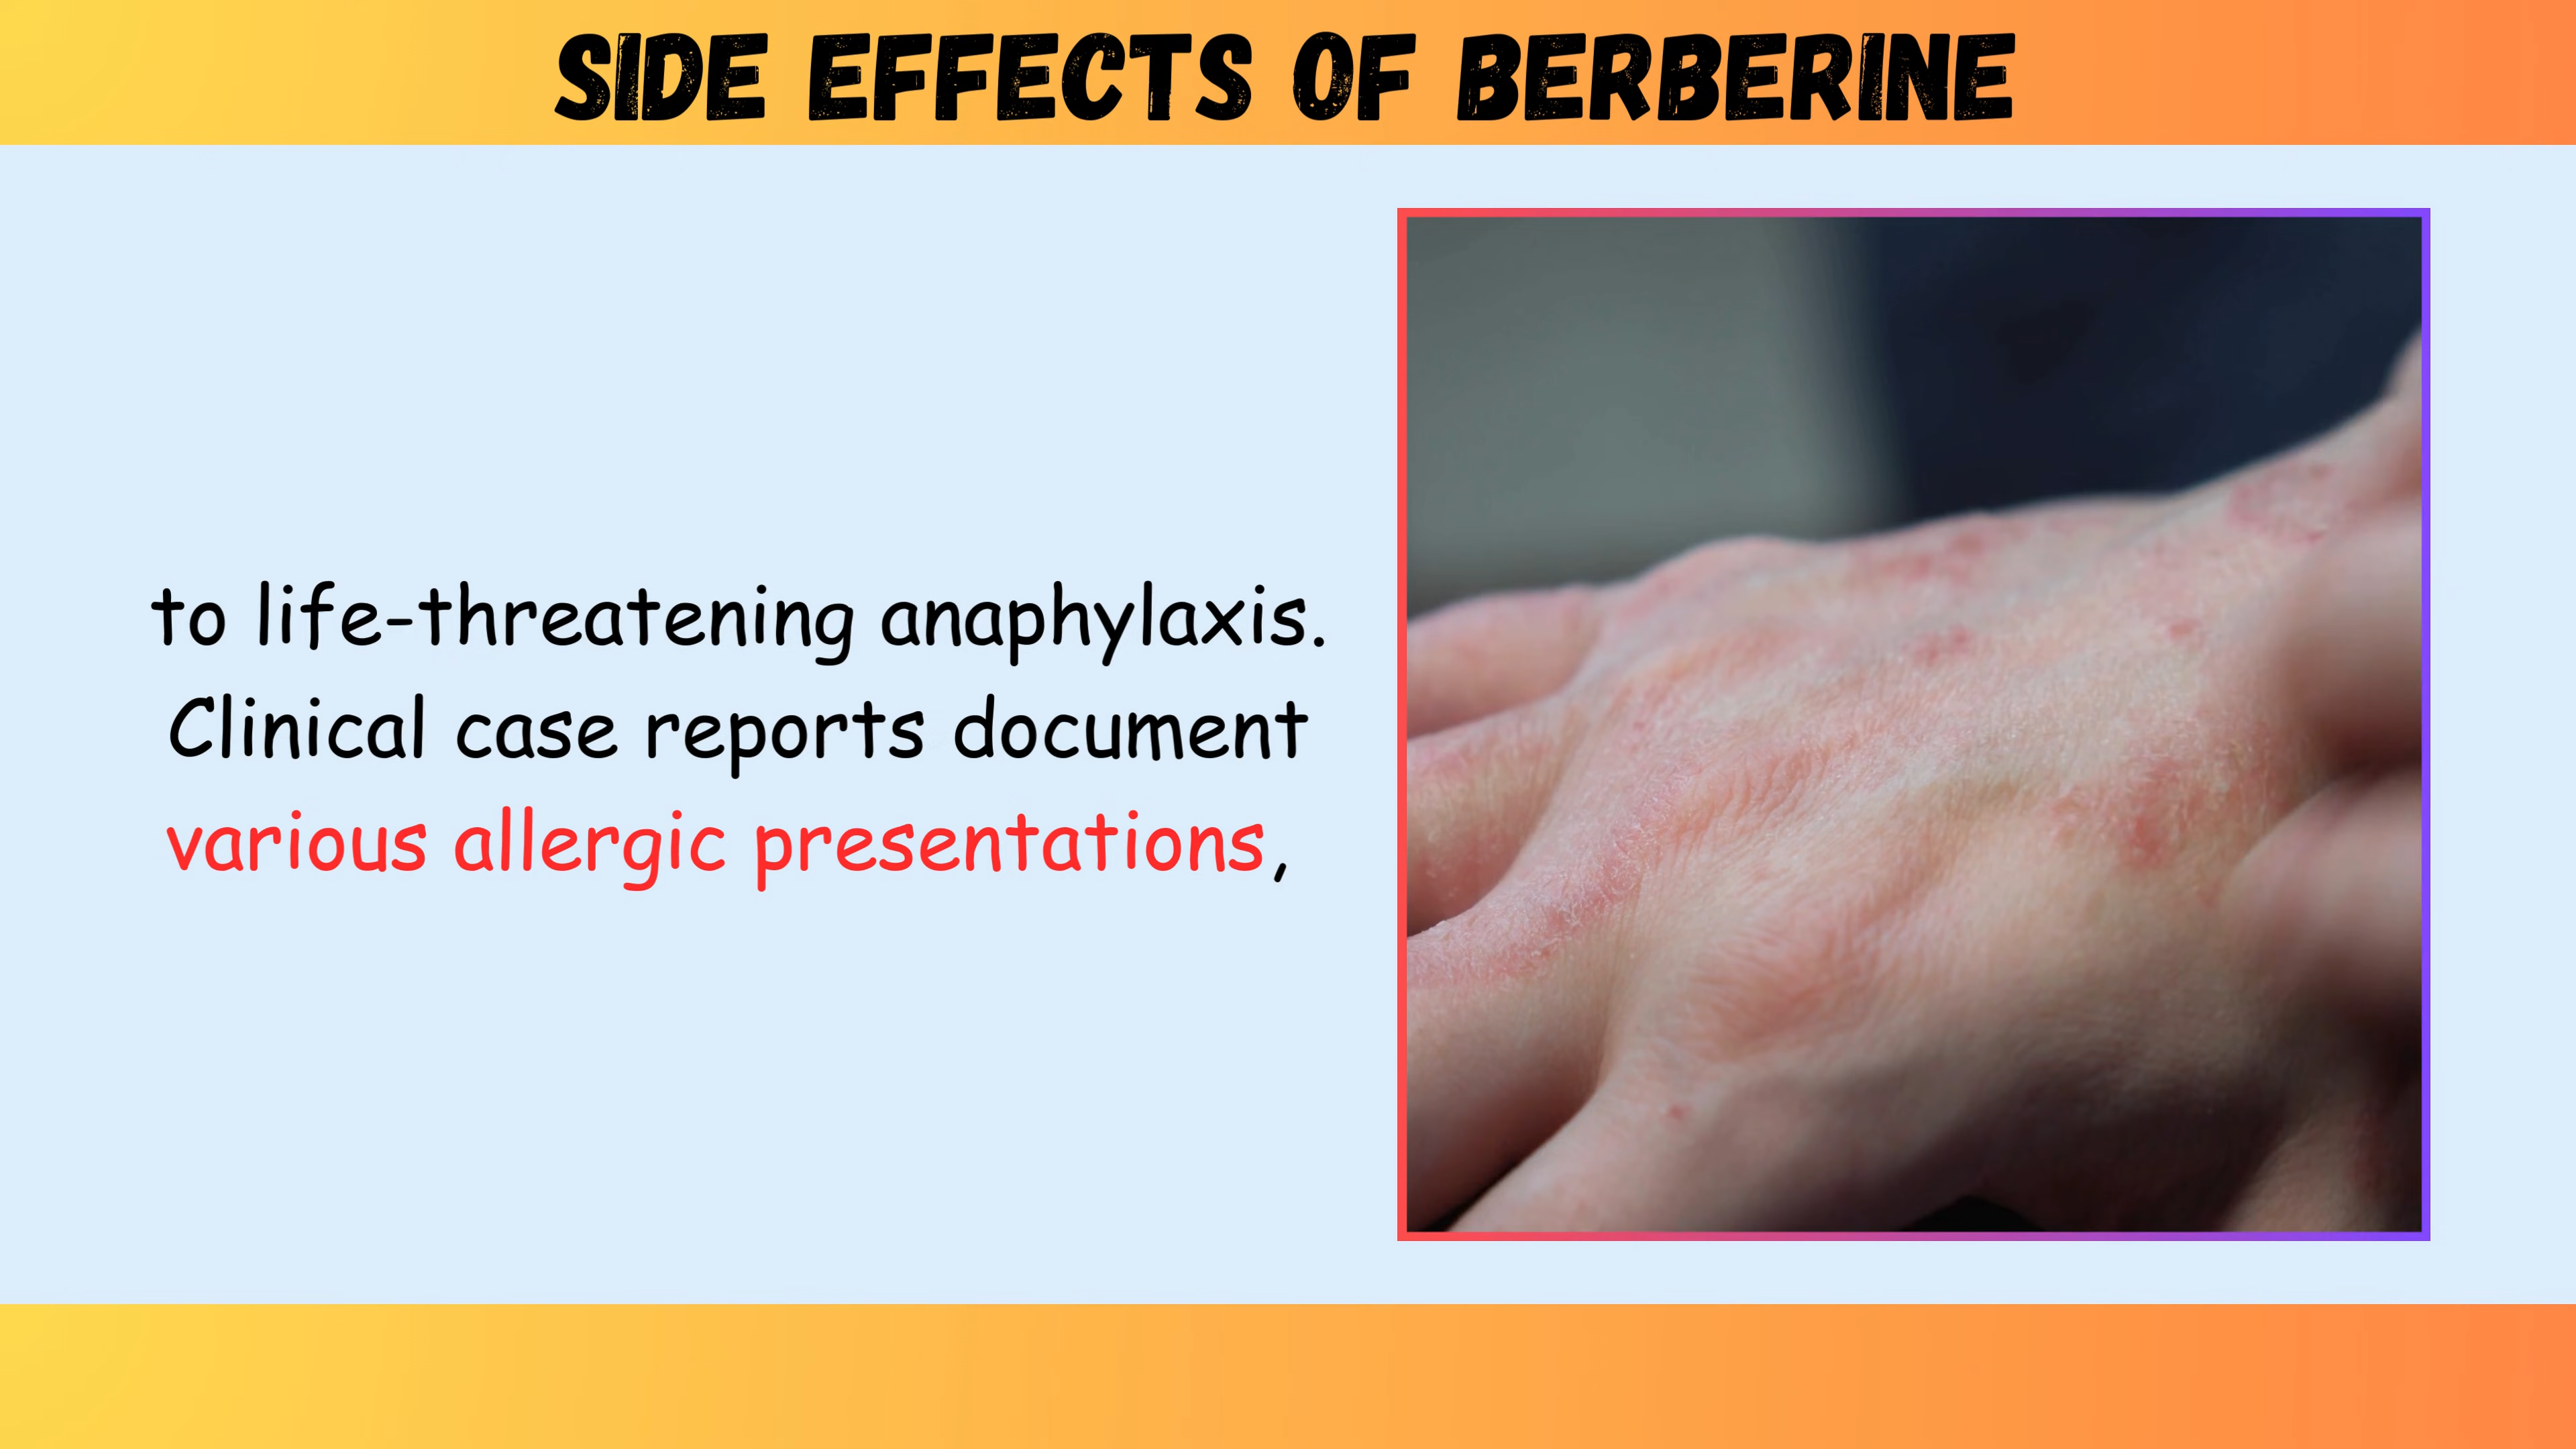 SIDE EFFECTS OF BERBERINE
to life-threatening anaphylaxis.
Clinical case reports document
various allergic presentations,